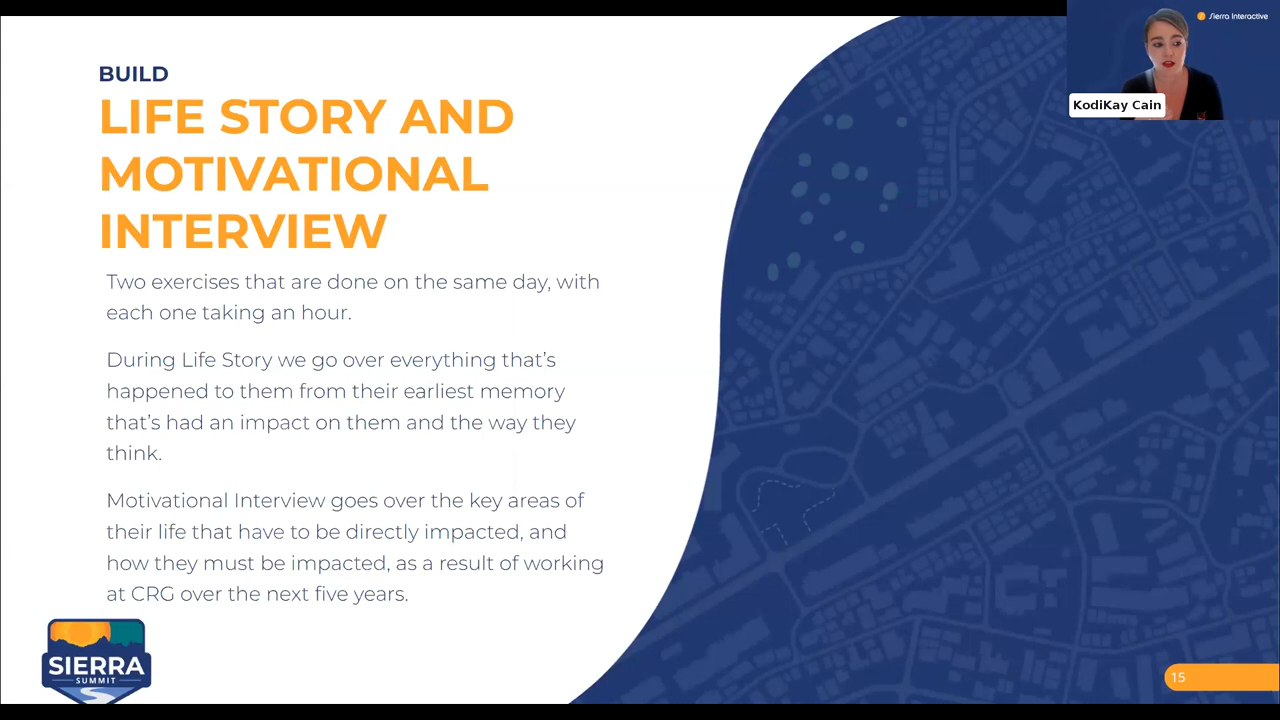 BUILD
LIFE STORY AND
MOTIVATIONAL
INTERVIEW
Two exercises that are done on the same day, with
each one taking an hour.
During Life Story we go over everything that's
happened to them from their earliest memory
that's had an impact on them and the way they
think.
Motivational Interview goes over the key areas of
their life that have to be directly impacted, and
how they must be impacted, as a result of working
at CRG over the next five years.
SIERRA
SUMMIT
Sierra Interactive
KodiKay Cain
15